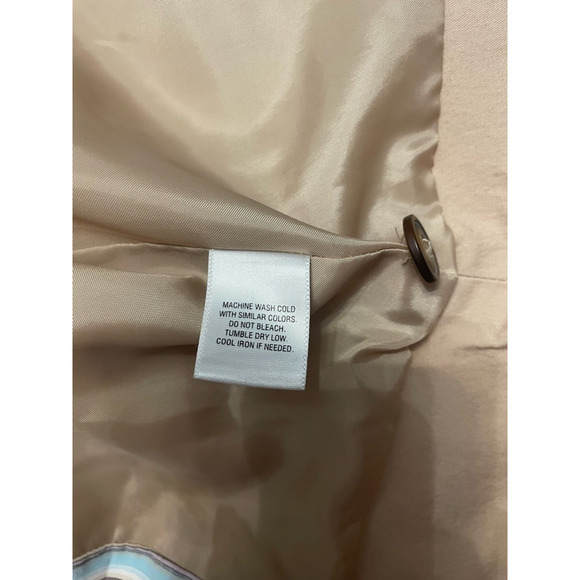 MACHINE WASH COLD
WITH SIMILAR COLORS.
DO NOT BLEACH.
TUMBLE DRY LOW.
COOL IRON IF NEEDED.